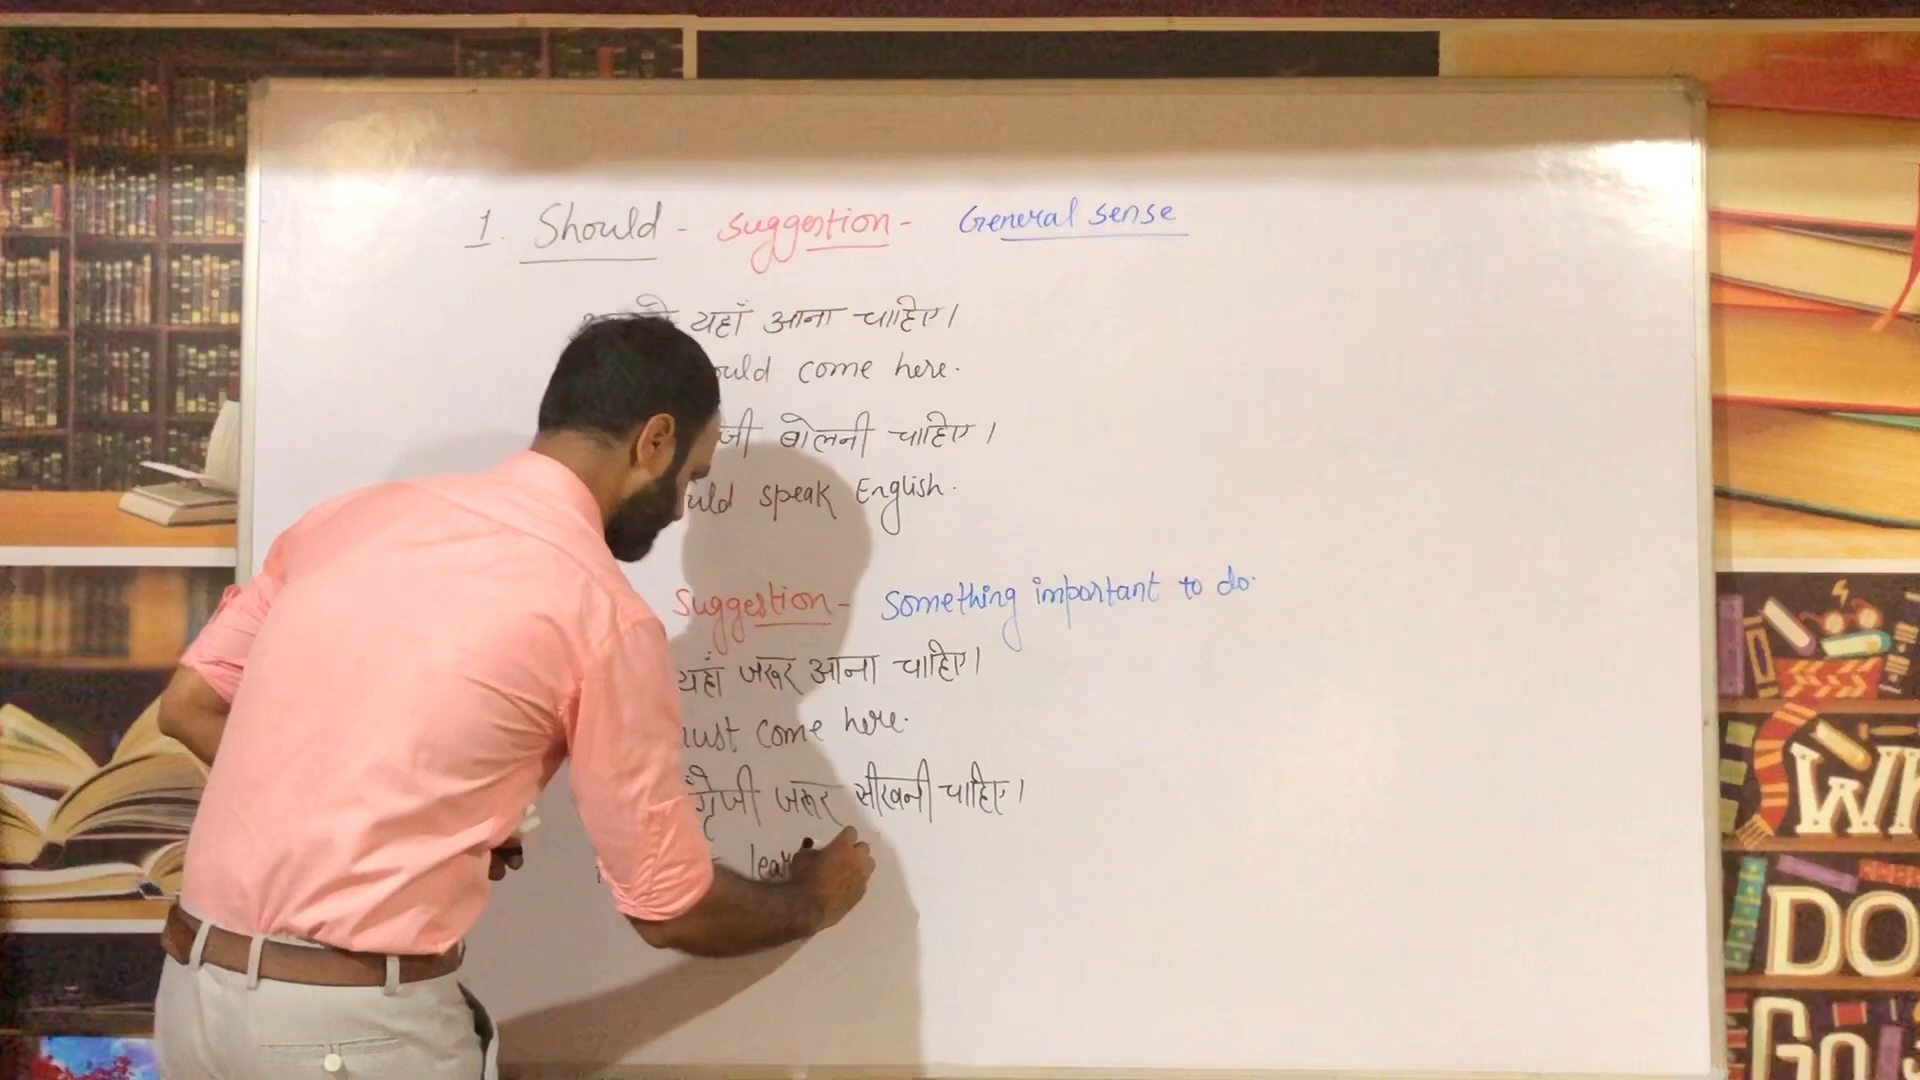 1. Should - Suggestion - General sense
यहाँ आना चाहिए।
come here.
बोलनी चाहिए।
speak English.
Suggestion - Something important to do.
यहाँ जरूर आना चाहिए।
come here.
जरूर सीखनी चाहिए।
DO